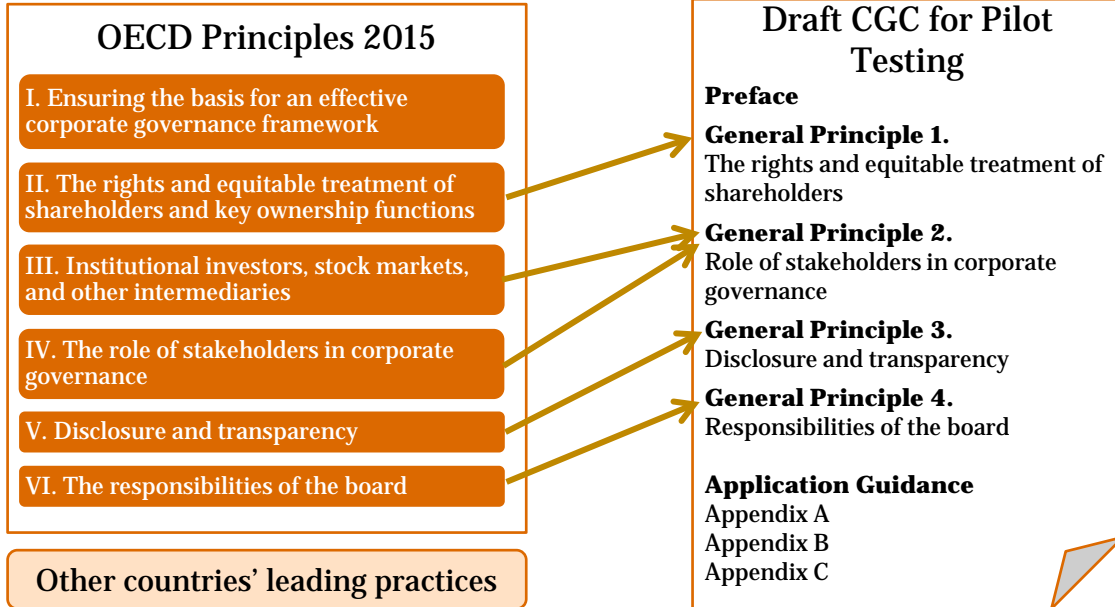 OECD Principles 2015
I. Ensuring the basis for an effective
corporate governance framework
II. The rights and equitable treatment of
shareholders and key ownership functions
III. Institutional investors, stock markets,
and other intermediaries
IV. The role of stakeholders in corporate
governance
V. Disclosure and transparency
VI. The responsibilities of the board
Other countries’ leading practices
Draft CGC for Pilot
Testing
Preface
General Principle 1.
The rights and equitable treatment of
shareholders
General Principle 2.
Role of stakeholders in corporate
governance
General Principle 3.
Disclosure and transparency
General Principle 4.
Responsibilities of the board
Application Guidance
Appendix A
Appendix B
Appendix C